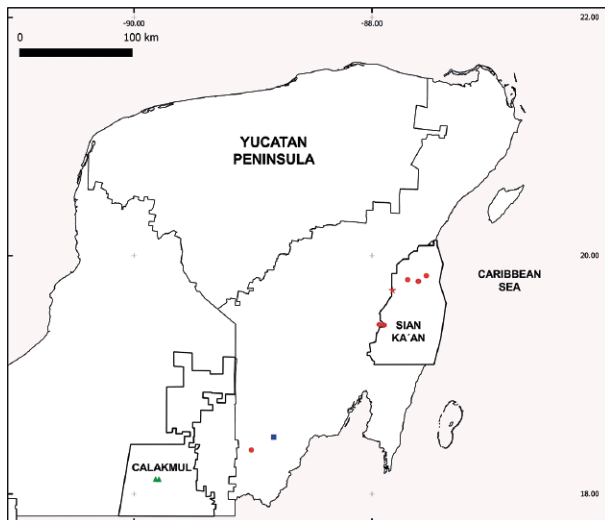 -90.00 -88.00 22.00
0 100 km
YUCATAN
PENINSULA
20.00
CARIBBEAN
SEA
SIAN
KA´AN
CALAKMUL
18.00